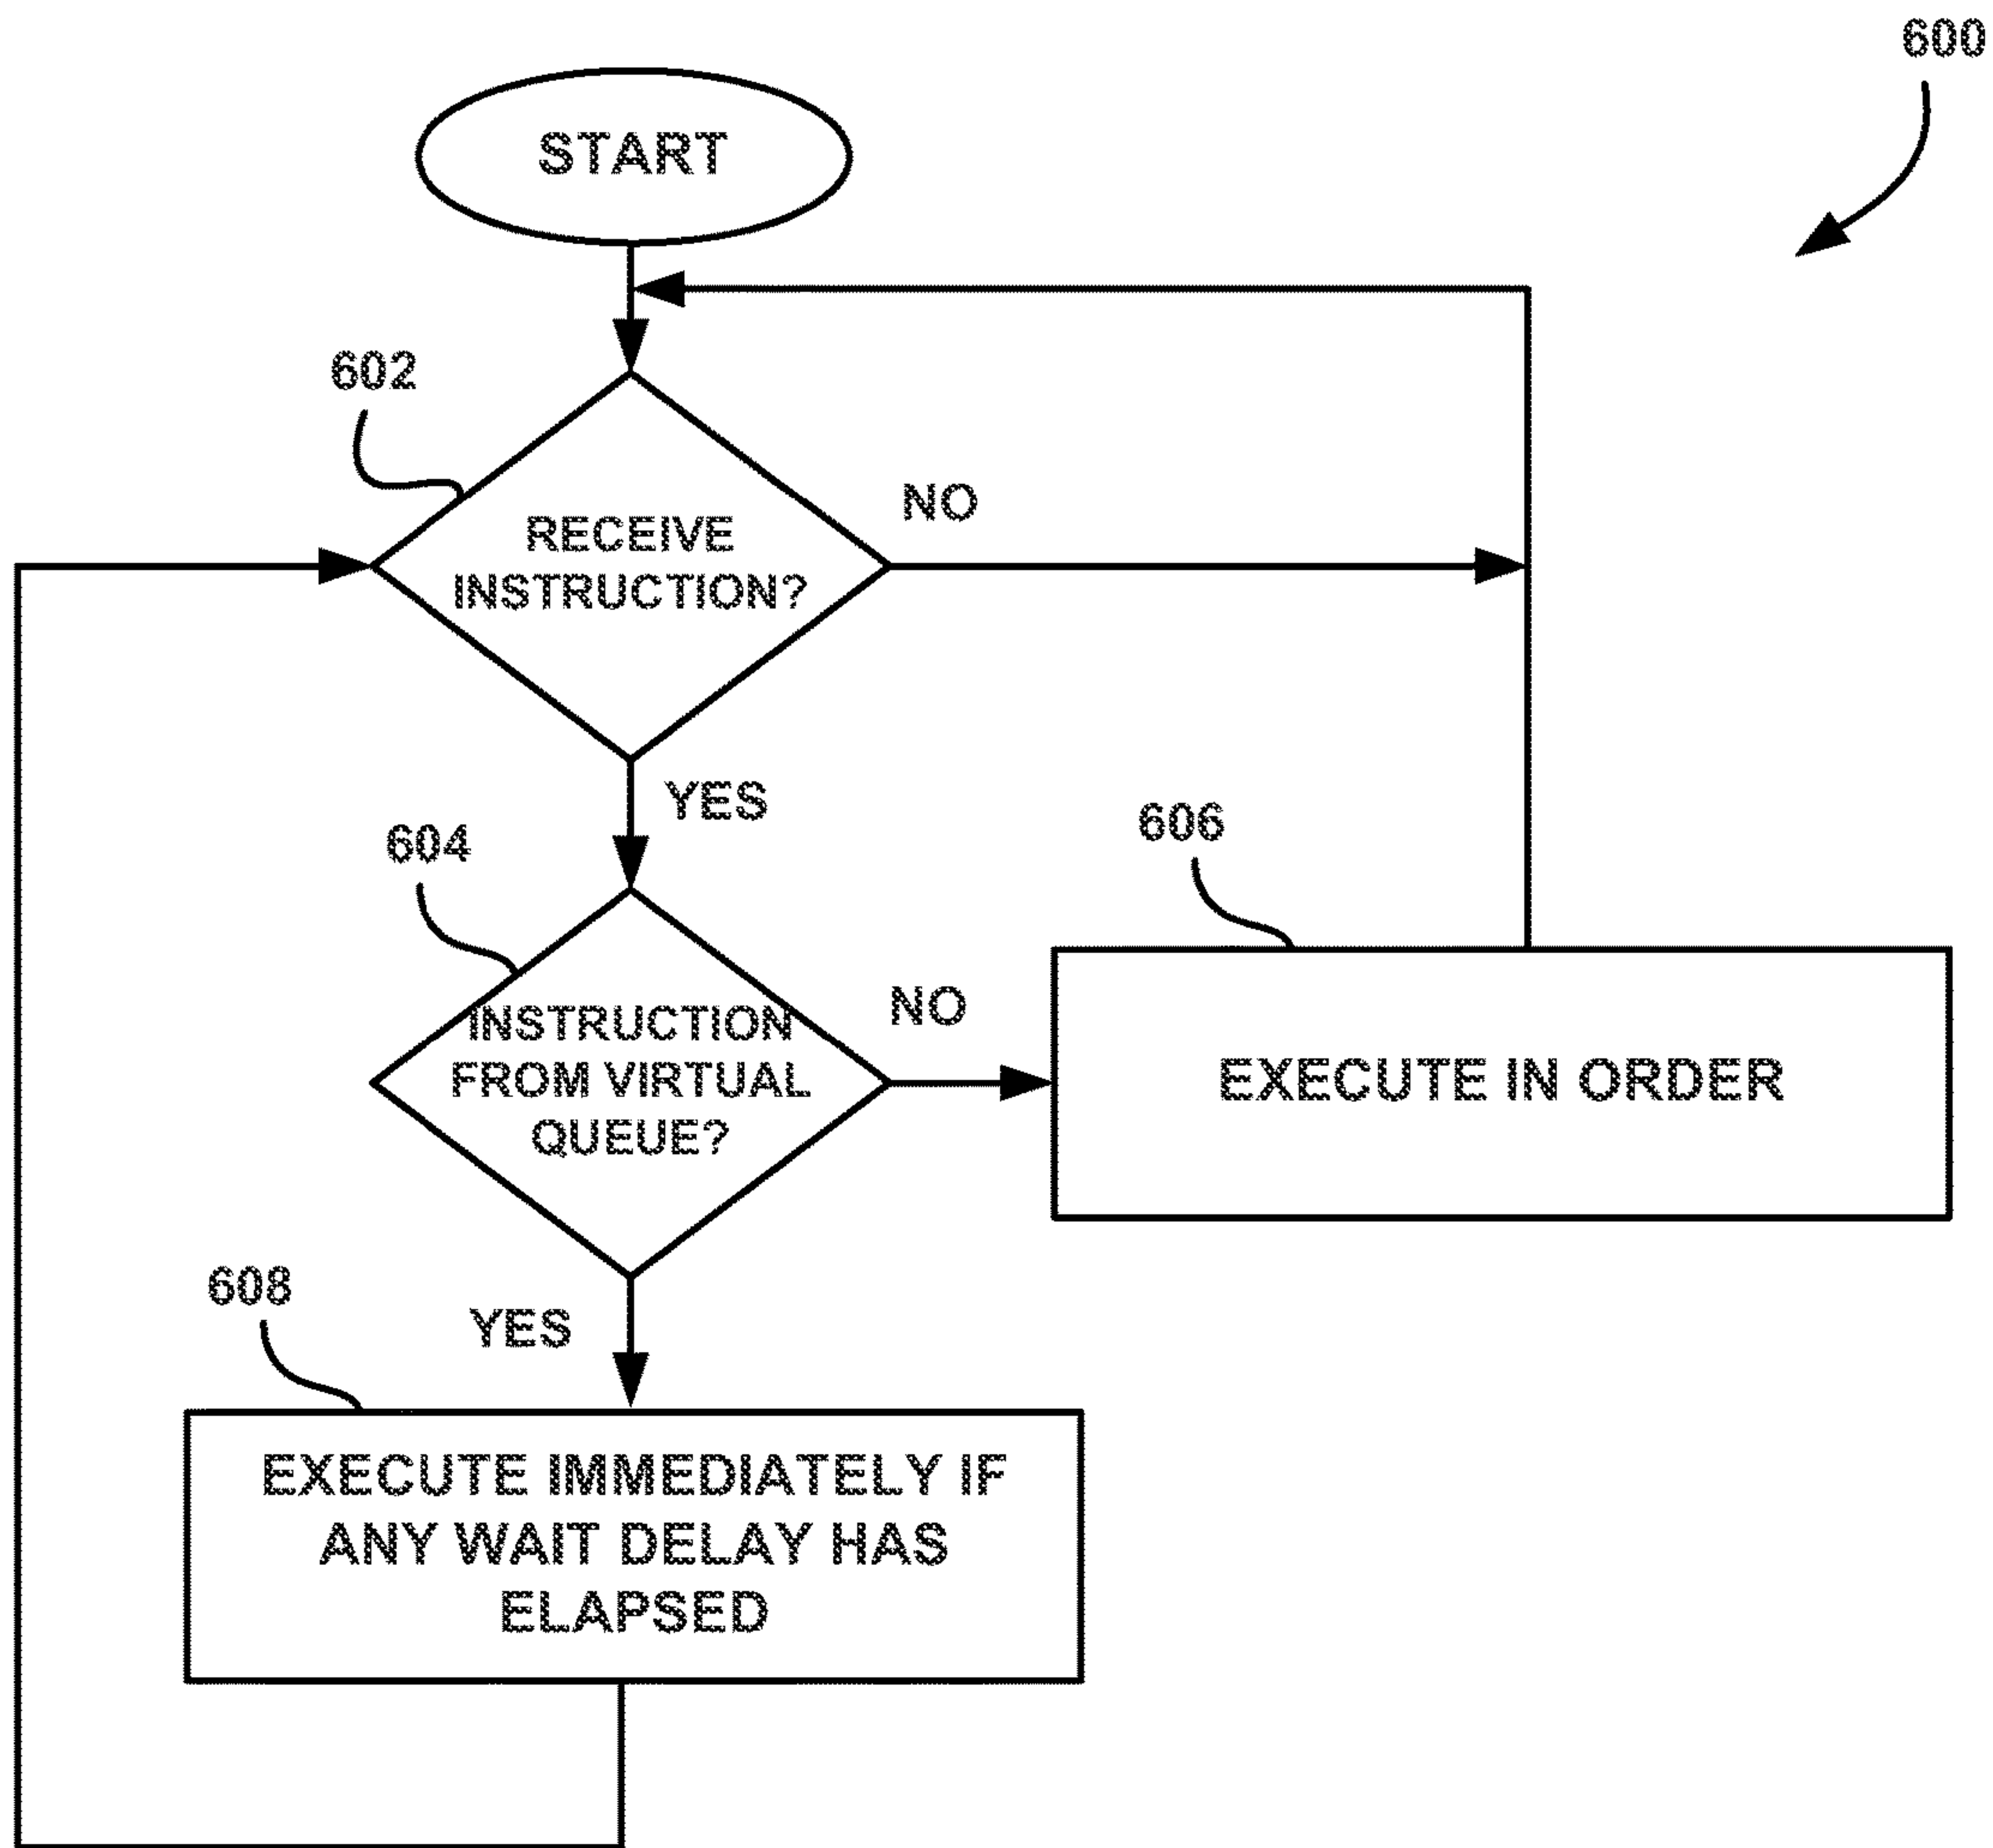 600
START
602
RECEIVE
INSTRUCTION?
NO
YES
604
INSTRUCTION
FROM VIRTUAL
QUEUE?
NO
606
EXECUTE IN ORDER
YES
608
EXECUTE IMMEDIATELY IF
ANY WAIT DELAY HAS
ELAPSED